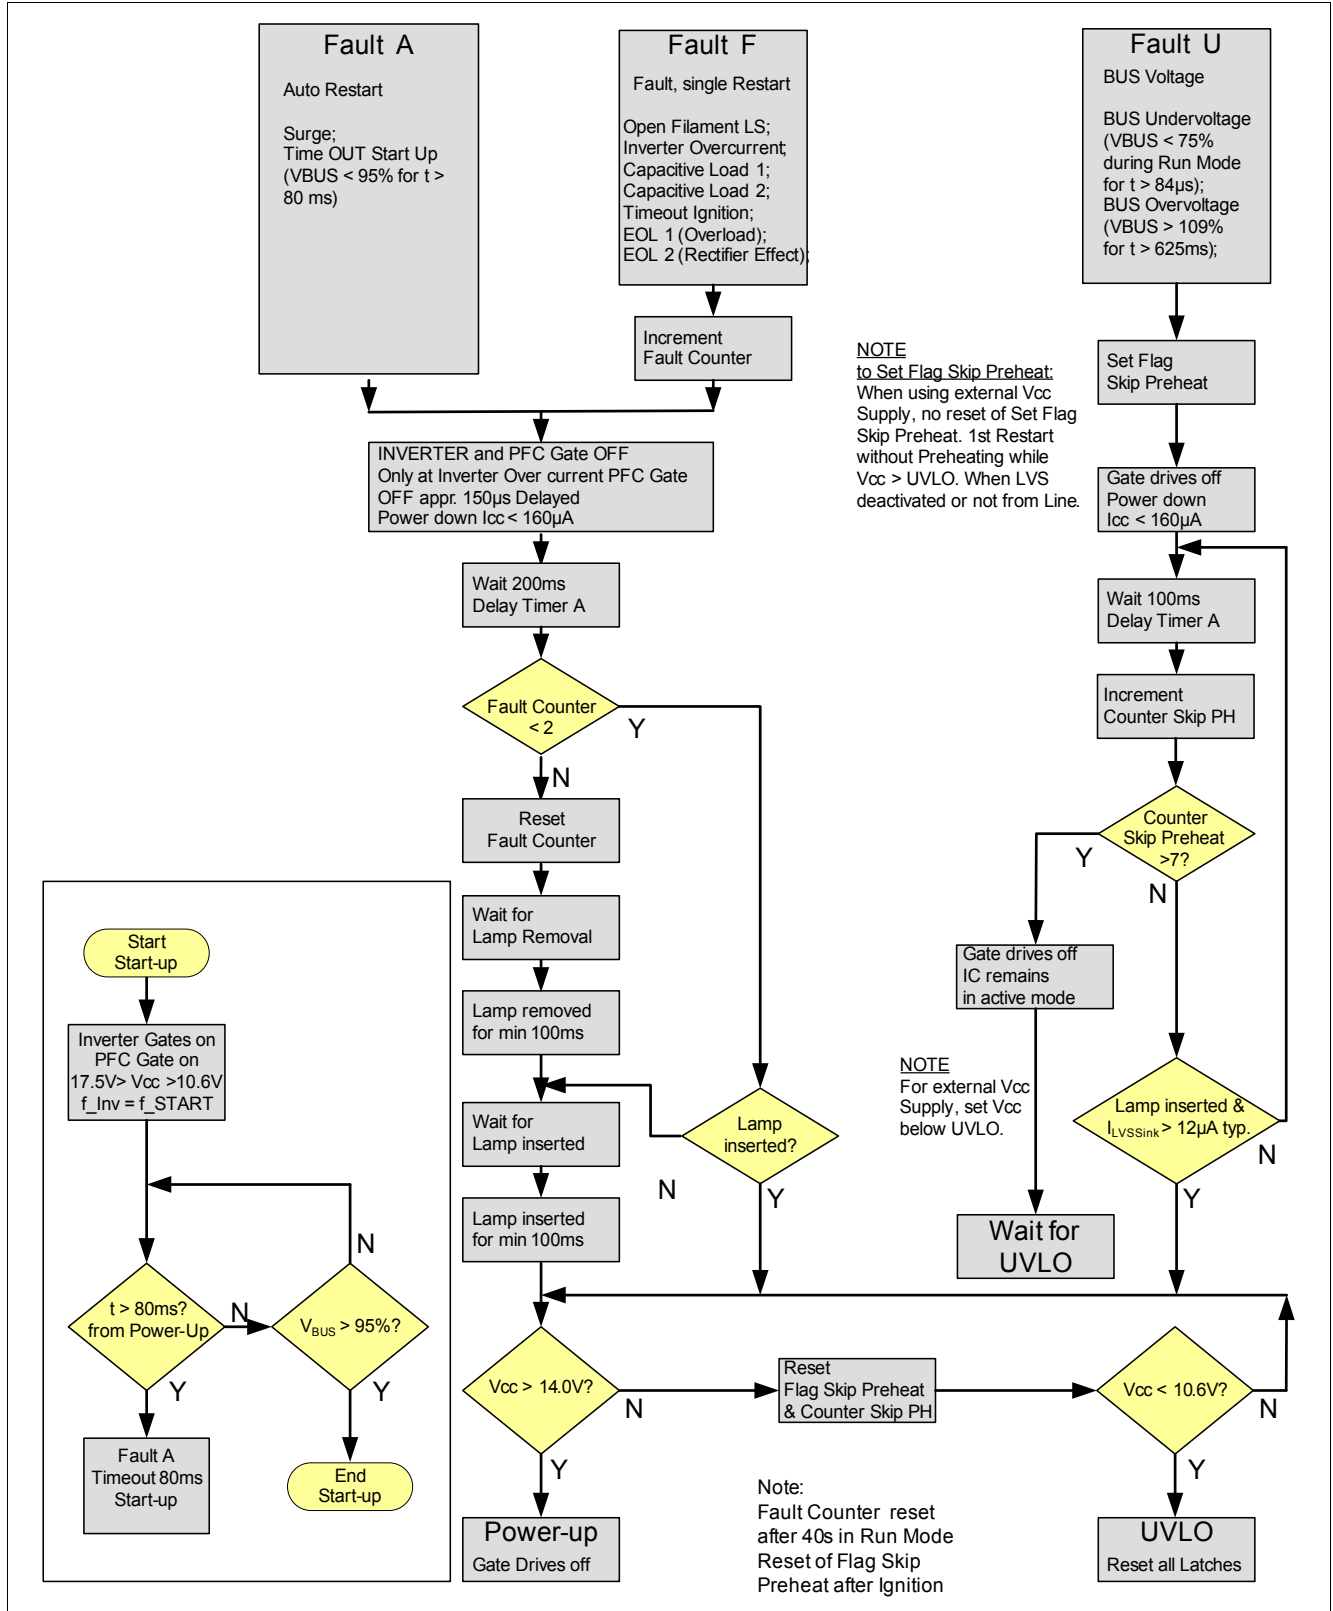 Fault A
Auto Restart
Surge;
Time OUT Start Up
(VBUS < 95% for t >
80 ms)
Fault F
Fault, single Restart
Open Filament LS;
Inverter Overcurrent;
Capacitive Load 1;
Capacitive Load 2;
Timeout Ignition;
EOL 1 (Overload);
EOL 2 (Rectifier Effect);
Fault U
BUS Voltage
BUS Undervoltage
(VBUS < 75%
during Run Mode
for t > 84µs);
BUS Overvoltage
(VBUS > 109%
for t > 625ms);
Increment
Fault Counter
NOTE
to Set Flag Skip Preheat:
When using external Vcc
Supply, no reset of Set Flag
Skip Preheat. 1st Restart
without Preheating while
Vcc > UVLO. When LVS
deactivated or not from Line.
Set Flag
Skip Preheat
INVERTER and PFC Gate OFF
Only at Inverter Over current PFC Gate
OFF appr. 150µs Delayed
Power down Icc < 160µA
Gate drives off
Power down
Icc < 160µA
Wait 200ms
Delay Timer A
Wait 100ms
Delay Timer A
Fault Counter
< 2
Y
N
Increment
Counter Skip PH
Reset
Fault Counter
Counter
Skip Preheat
>7?
Y
N
Wait for
Lamp Removal
Gate drives off
IC remains
in active mode
Lamp removed
for min 100ms
NOTE
For external Vcc
Supply, set Vcc
below UVLO.
Wait for
Lamp inserted
Lamp
inserted?
N
Y
Lamp inserted &
ILVSSink > 12µA typ.
N
Y
Lamp inserted
for min 100ms
Wait for
UVLO
Start
Start-up
Inverter Gates on
PFC Gate on
17.5V> Vcc >10.6V
f_Inv = f_START
N
t > 80ms?
from Power-Up
N
VBUS > 95%?
Y
Y
Fault A
Timeout 80ms
Start-up
End
Start-up
Vcc > 14.0V?
N
Y
Reset
Flag Skip Preheat
& Counter Skip PH
Vcc < 10.6V?
N
Y
Power-up
Gate Drives off
Note:
Fault Counter reset
after 40s in Run Mode
Reset of Flag Skip
Preheat after Ignition
UVLO
Reset all Latches